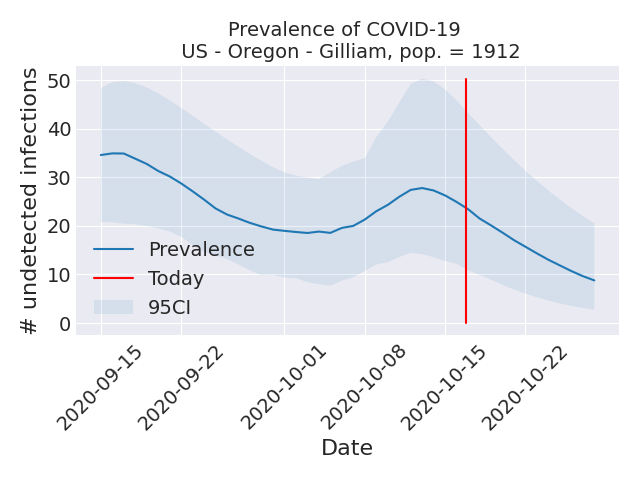 Prevalence of COVID-19
US - Oregon - Gilliam, pop. = 1912
# undetected infections
50
40
30
20
10
0
Prevalence
Today
95CI
2020-09-15
2020-09-22
2020-10-01
2020-10-08
2020-10-15
2020-10-22
Date